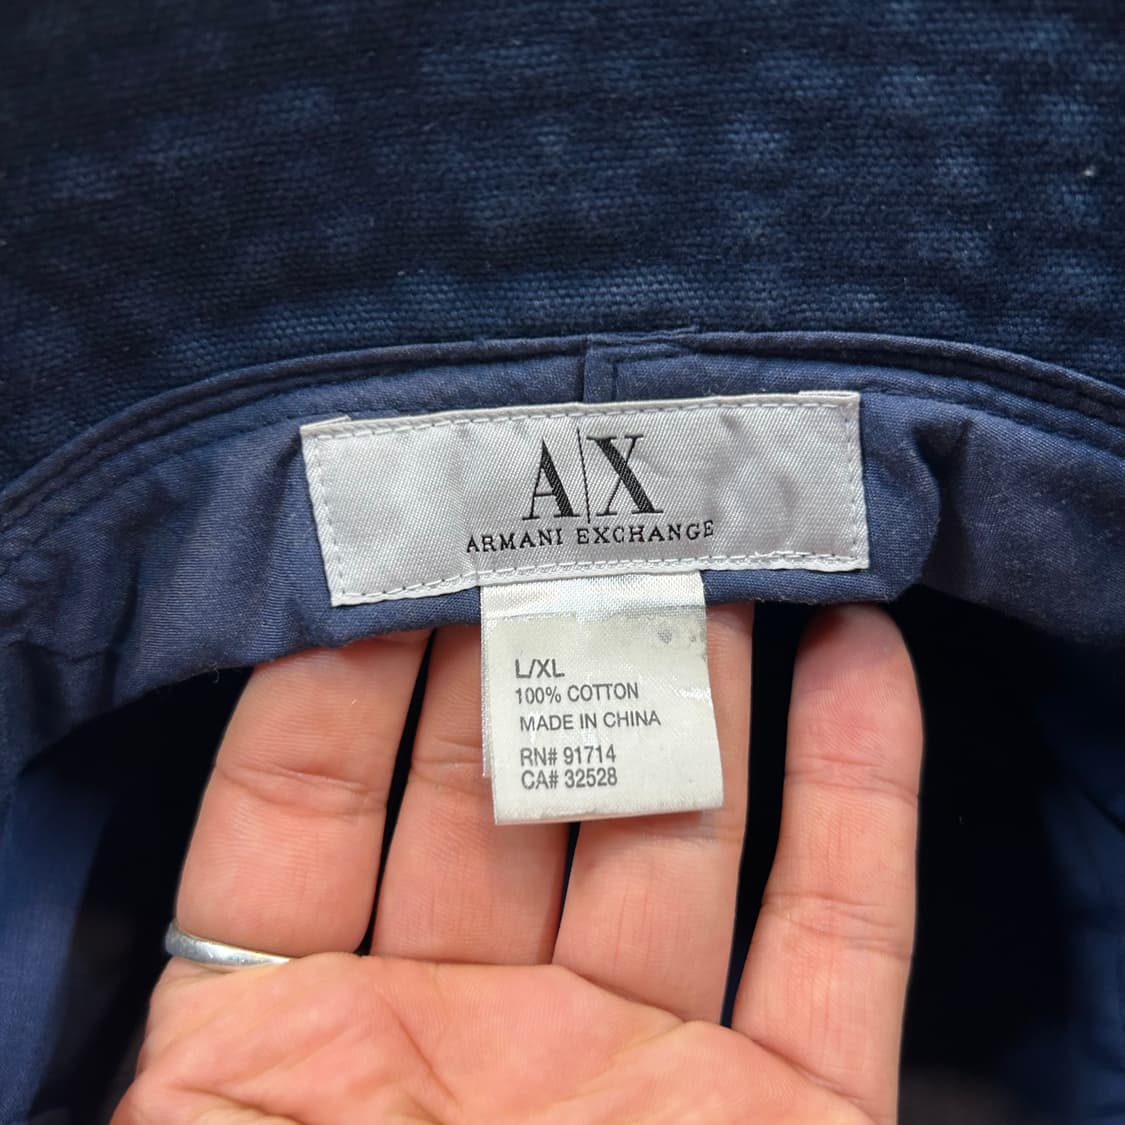 A|X
ARMANI EXCHANGE
L/XL
100% COTTON
MADE IN CHINA
RN# 91714
CA# 32528